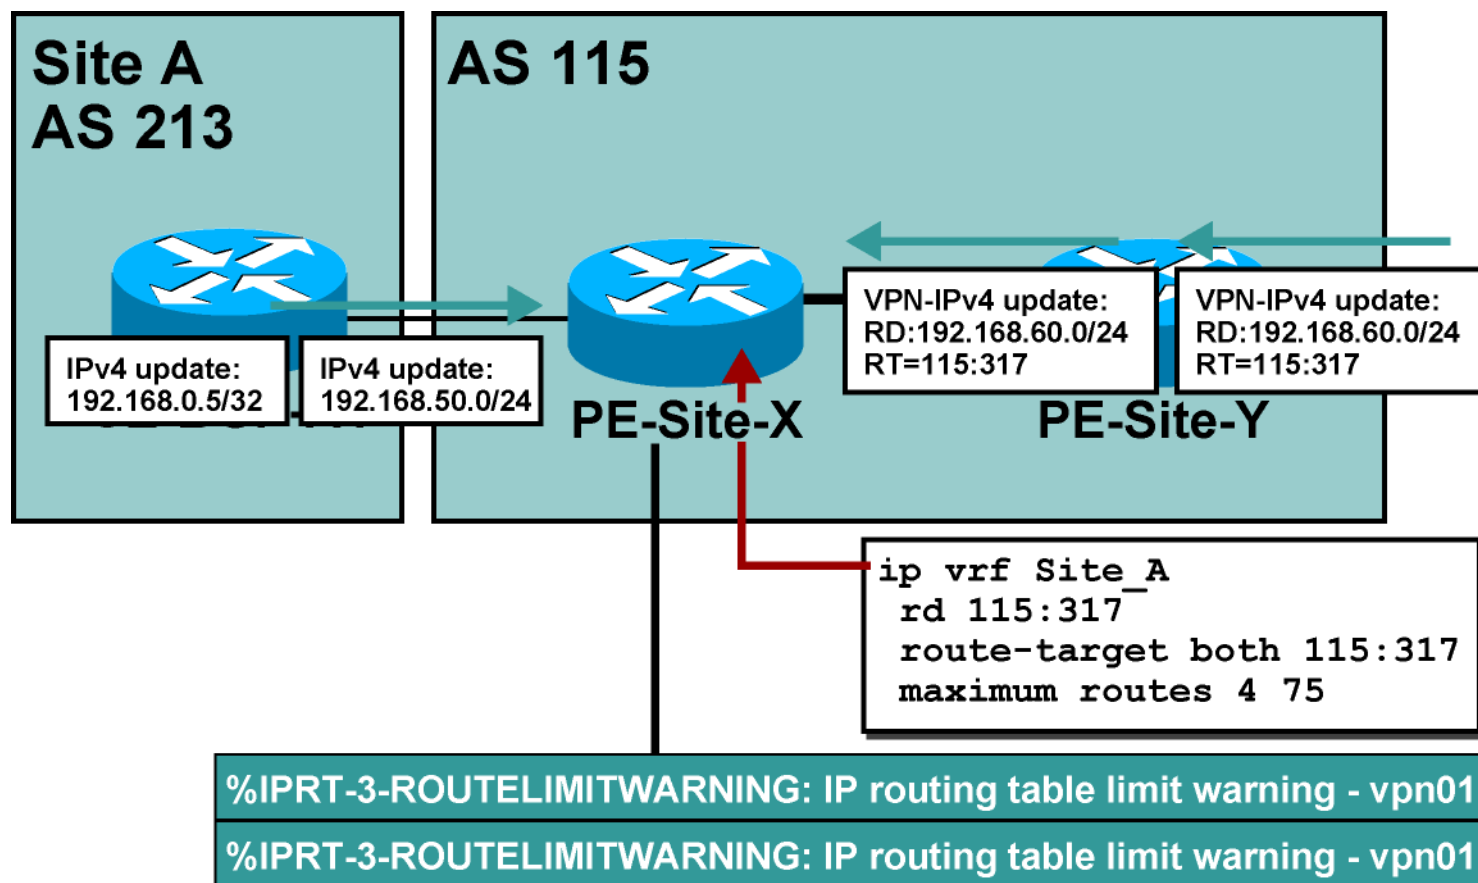 Site A
AS 213
AS 115
IPv4 update:
192.168.0.5/32
IPv4 update:
192.168.50.0/24
PE-Site-X
VPN-IPv4 update:
RD:192.168.60.0/24
RT=115:317
VPN-IPv4 update:
RD:192.168.60.0/24
RT=115:317
PE-Site-Y
ip vrf Site_A
rd 115:317
route-target both 115:317
maximum routes 4 75
%IPRT-3-ROUTELIMITWARNING: IP routing table limit warning - vpn01
%IPRT-3-ROUTELIMITWARNING: IP routing table limit warning - vpn01